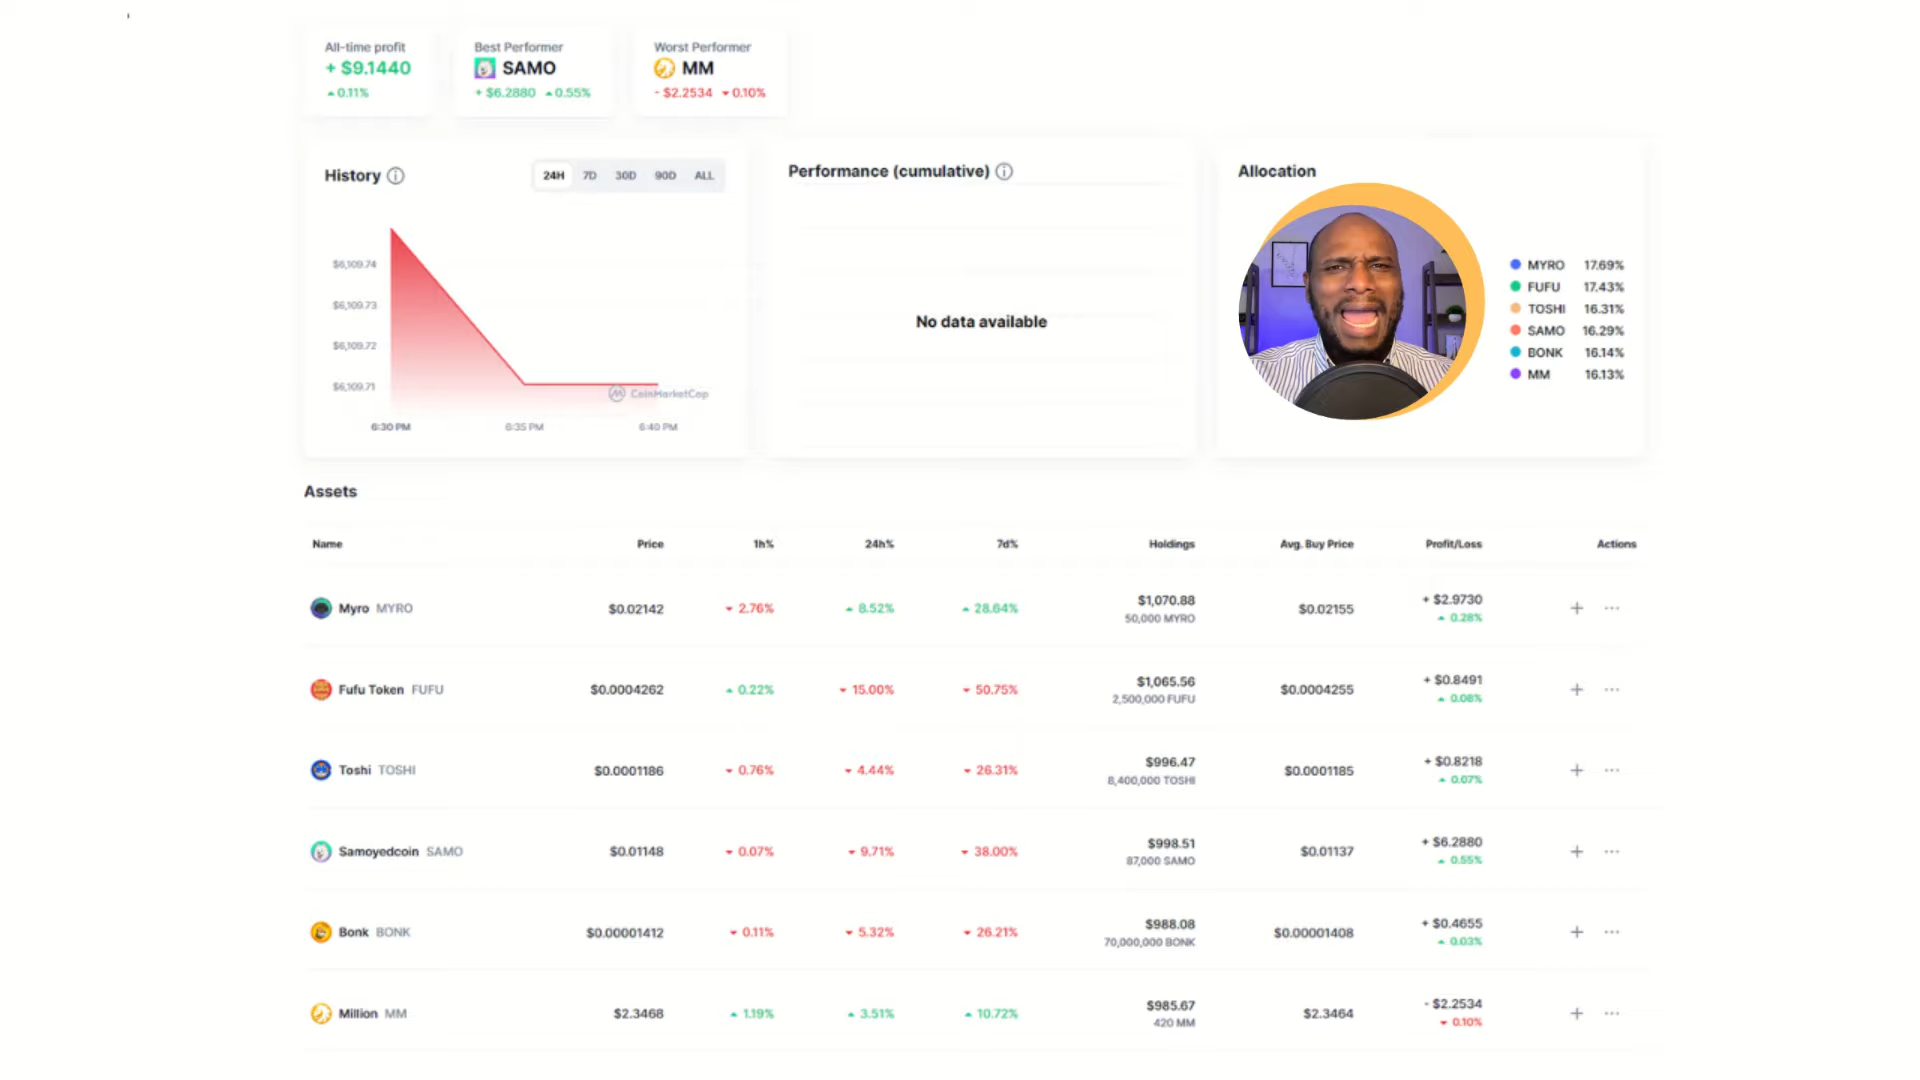 All-time profit
+ $9.1440
0.11%
Best Performer
SAMO
+ $6.2880 0.55%
Worst Performer
MM
- $2.2534 0.10%
History
24H 7D 30D 90D ALL
$6,109.74
$6,109.73
$6,109.72
$6,109.71
CoinMarketCap
6:30 PM 6:35 PM 6:40 PM
Performance (cumulative)
No data available
Allocation
MYRO 17.69%
FUFU 17.43%
TOSHI 16.31%
SAMO 16.29%
BONK 16.14%
MM 16.13%
Assets
Name Price 1h% 24h% 7d% Holdings Avg. Buy Price Profit/Loss Actions
Myro MYRO $0.02142 2.76% 8.52% 28.64% $1,070.88 $0.02155 + $2.9730
50,000 MYRO 0.28%
Fufu Token FUFU $0.0004262 0.22% 15.00% 50.75% $1,065.56 $0.0004255 + $0.8491
2,500,000 FUFU 0.08%
Toshi TOSHI $0.0001186 0.76% 4.44% 26.31% $996.47 $0.0001185 + $0.8218
8,400,000 TOSHI 0.07%
Samoyedcoin SAMO $0.01148 0.07% 9.71% 38.00% $998.51 $0.01137 + $6.2880
87,000 SAMO 0.55%
Bonk BONK $0.00001412 0.11% 5.32% 26.21% $988.08 $0.00001408 + $0.4655
70,000,000 BONK 0.03%
Million MM $2.3468 1.19% 3.51% 10.72% $985.67 $2.3464 - $2.2534
420 MM 0.10%